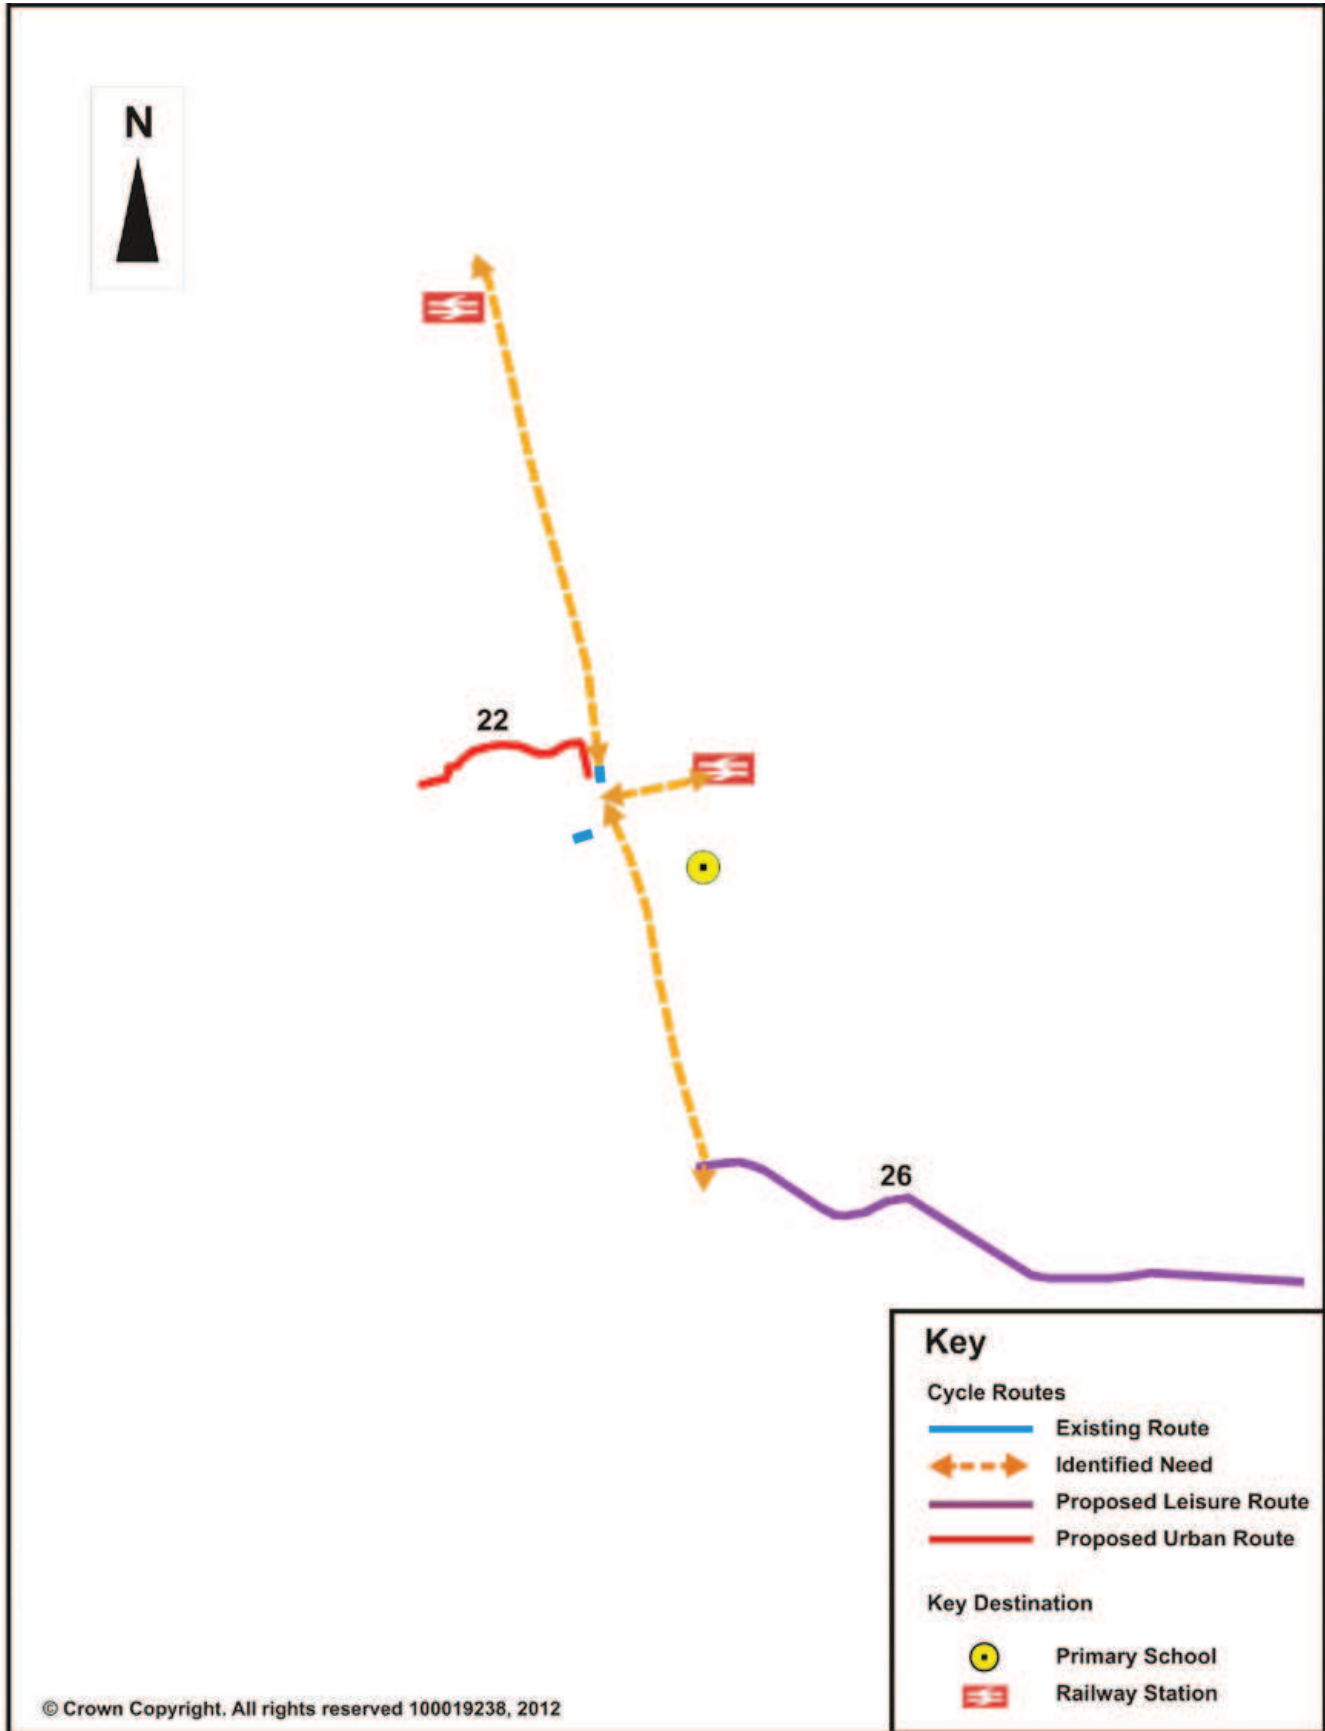 N
22
26
Key
Cycle Routes
Existing Route
Identified Need
Proposed Leisure Route
Proposed Urban Route
Key Destination
Primary School
Railway Station
© Crown Copyright. All rights reserved 100019238, 2012